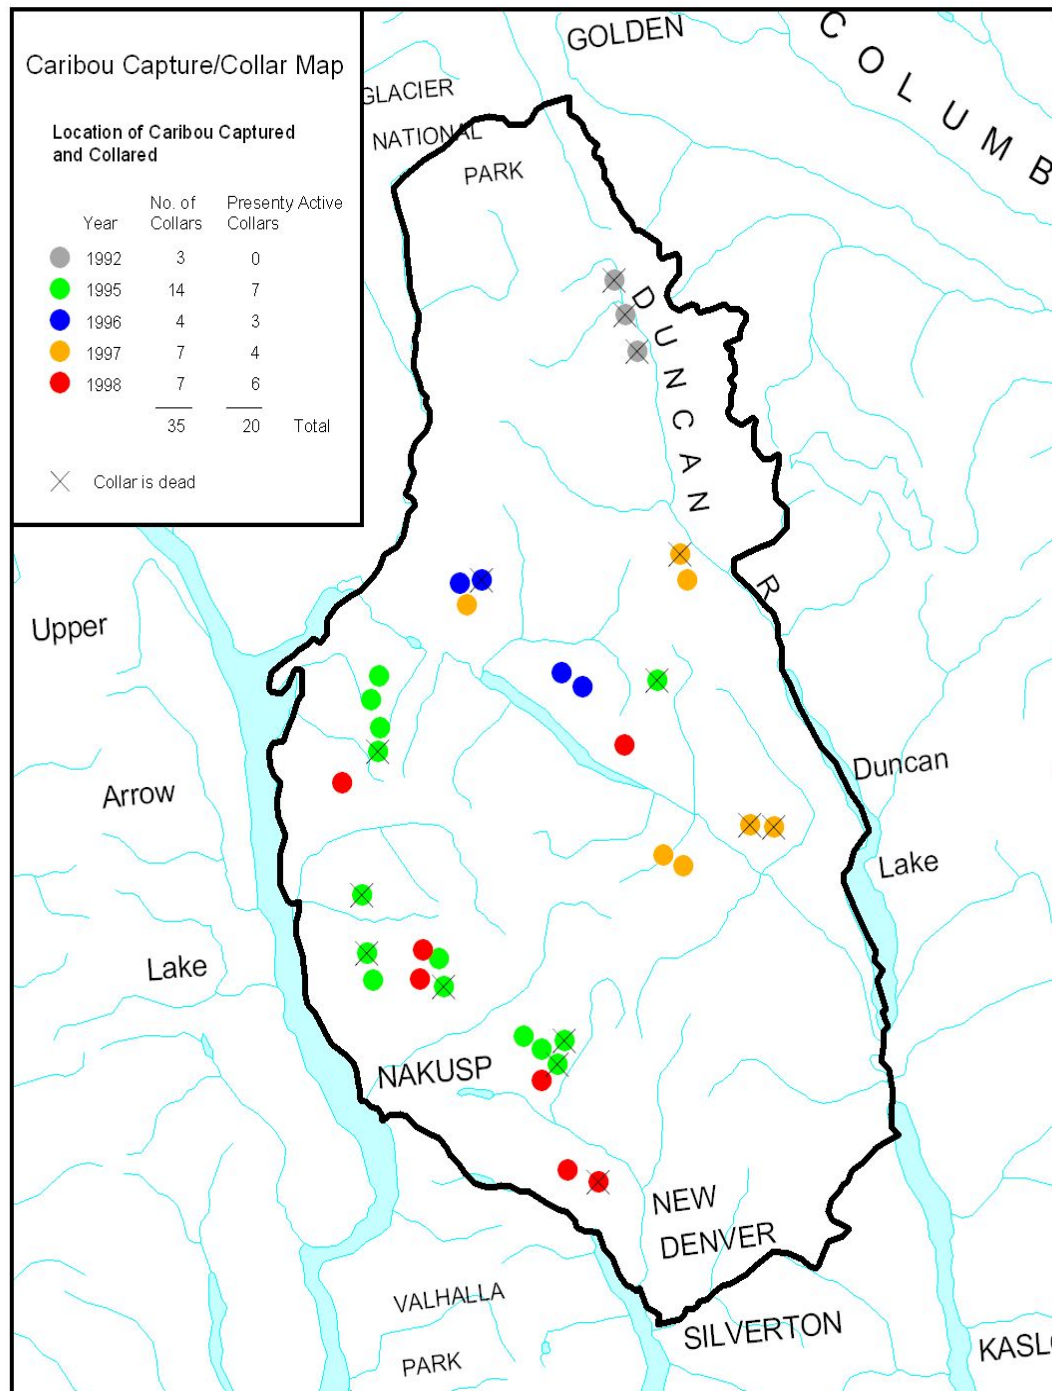 Caribou Capture/Collar Map
Location of Caribou Captured
and Collared
No. of Presenty Active
Year Collars Collars
1992 3 0
1995 14 7
1996 4 3
1997 7 4
1998 7 6
35 20 Total
Collar is dead
GOLDEN
COLUMB
GLACIER
NATIONAL
PARK
DUNCAN
R
Upper
Arrow
Lake
Duncan
Lake
NAKUSP
NEW
DENVER
VALHALLA
PARK
SILVERTON
KASLO